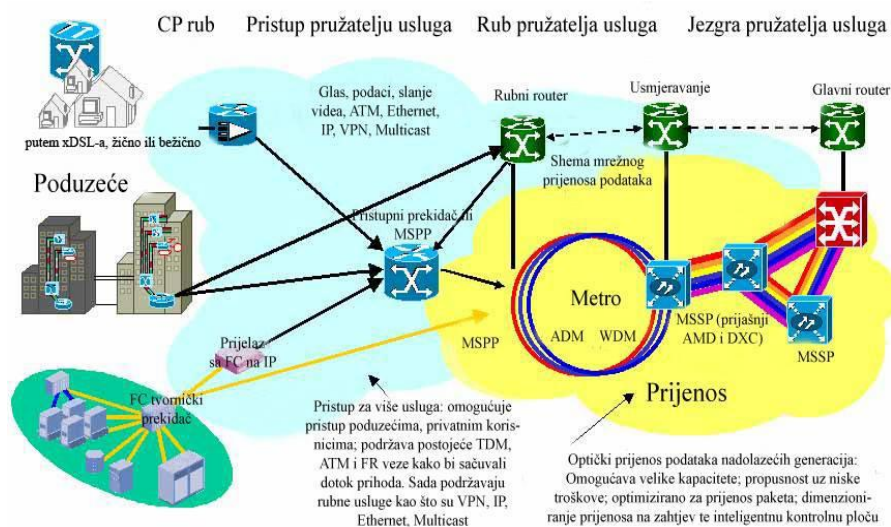 CP rub
Pristup pružatelju usluga
Rub pružatelja usluga
Jezgra pružatelja usluga
Glas, podaci, slanje
videa, ATM, Ethernet,
IP, VPN, Multicast
Rubni router
Usmjeravanje
Glavni router
putem xDSL-a, žično ili bežično
Shema mrežnog
prijenosa podataka
Poduzeće
Pristupni prekidač ili
MSPP
Metro
MSPP
ADM
WDM
MSSP (prijašnji
AMD i DXC)
MSSP
Prijelaz
sa FC na IP
Prijenos
FC tvornički
prekidač
Pristup za više usluga: omogućuje
pristup poduzećima, privatnim koris-
nicima; podržava postojeće TDM,
ATM i FR veze kako bi sačuvali
dotok prihoda. Sada podržavaju
rubne usluge kao što su VPN, IP,
Ethernet, Multicast
Optički prijenos podataka nadolazećih generacija:
Omogućava velike kapacitete; propusnost uz niske
troškove; optimizirano za prijenos paketa; dimenzioni-
ranje prijenosa na zahtjev te inteligentnu kontrolnu ploču